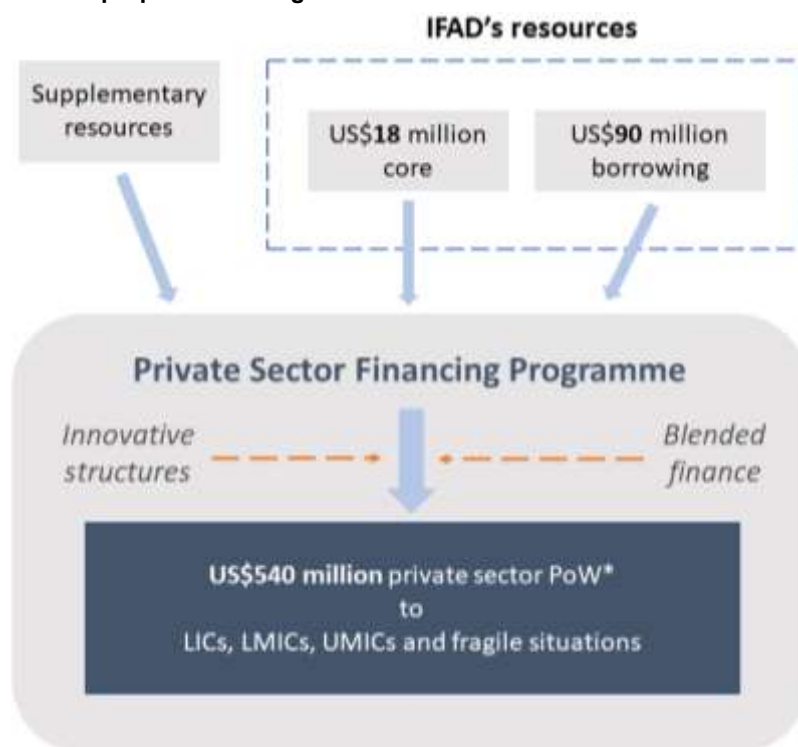 IFAD's resources
Supplementary
resources
US$18 million
core
US$90 million
borrowing
Private Sector Financing Programme
Innovative
structures
Blended
finance
US$540 million private sector PoW*
to
LICs, LMICs, UMICs and fragile situations